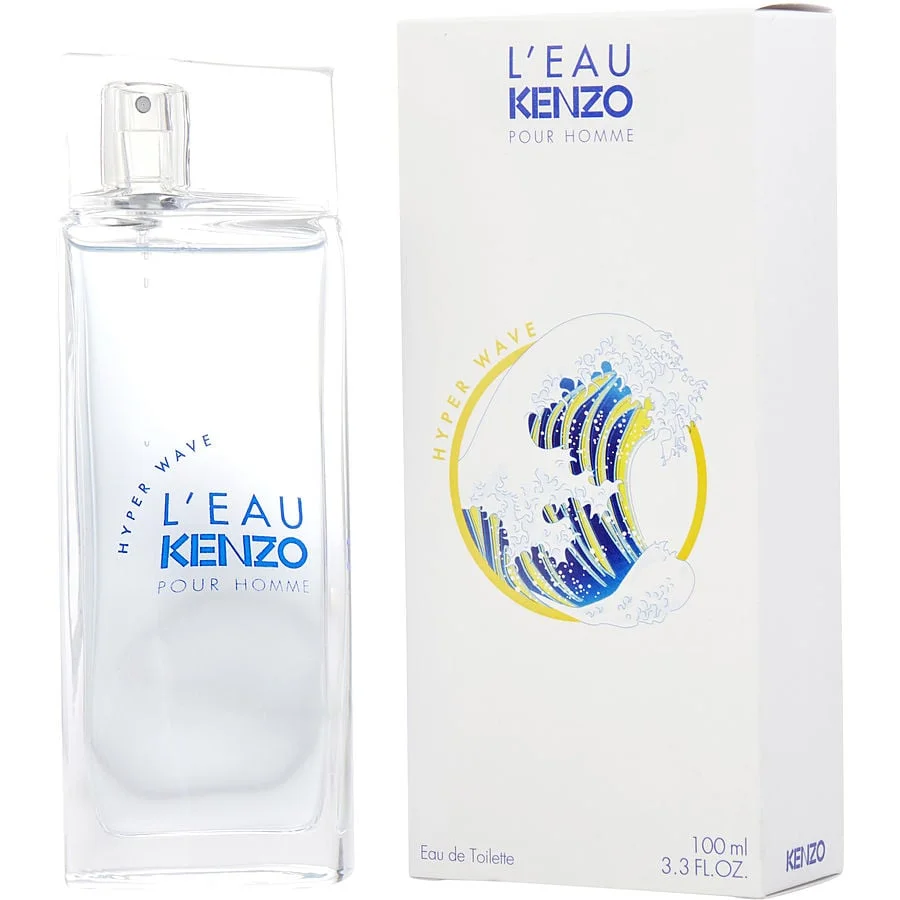 HYPER WAVE
L'EAU
KENZO
POUR HOMME
L'EAU
KENZO
POUR HOMME
HYPER WAVE
Eau de Toilette
100 ml
3.3 FL.OZ.
KENZO